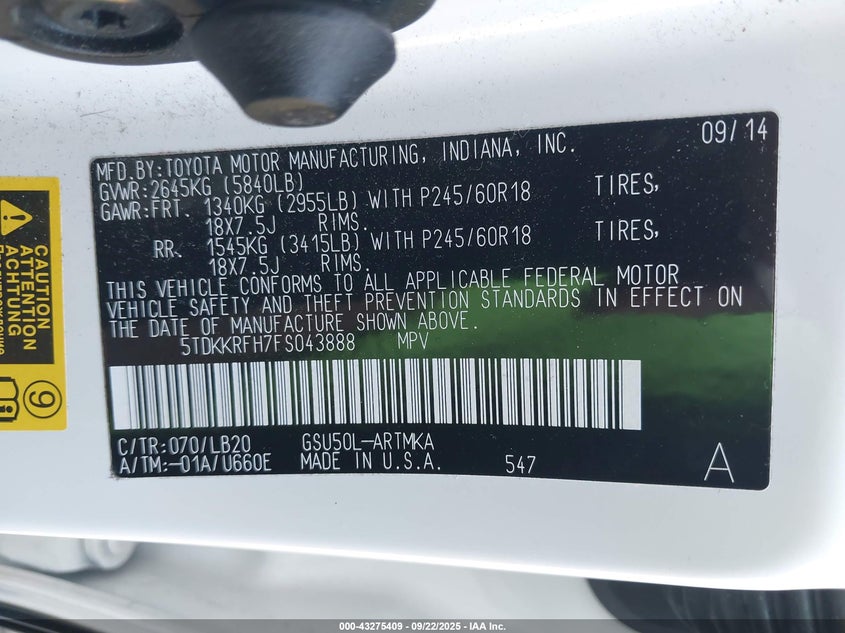 09/14
MFD.BY:TOYOTA MOTOR MANUFACTURING, INDIANA, INC.
GVWR:2645KG (5840LB)
GAWR:FRT. 1340KG (2955LB) WITH P245/60R18 TIRES,
18X7.5J RIMS.
RR. 1545KG (3415LB) WITH P245/60R18 TIRES,
18X7.5J RIMS.
THIS VEHICLE CONFORMS TO ALL APPLICABLE FEDERAL MOTOR
VEHICLE SAFETY AND THEFT PREVENTION STANDARDS IN EFFECT ON
THE DATE OF MANUFACTURE SHOWN ABOVE.
5TDKKRFH7FS043888 MPV
C/TR:070/LB20 GSU50L-ARTMKA
A/TM:-01A/U660E MADE IN U.S.A. 547 A
CAUTION
ATTENTION
ACHTUNG
9
000-43275409 - 09/22/2025 - IAA Inc.